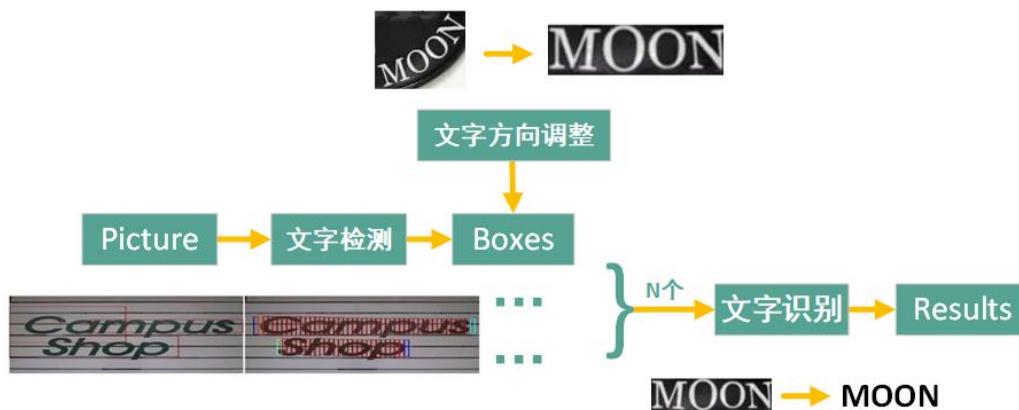 MOON
MOON
文字方向调整
Picture
文字检测
Boxes
Campus
Shop
Campus
Shop
...
...
}
N个
文字识别
Results
MOON
MOON